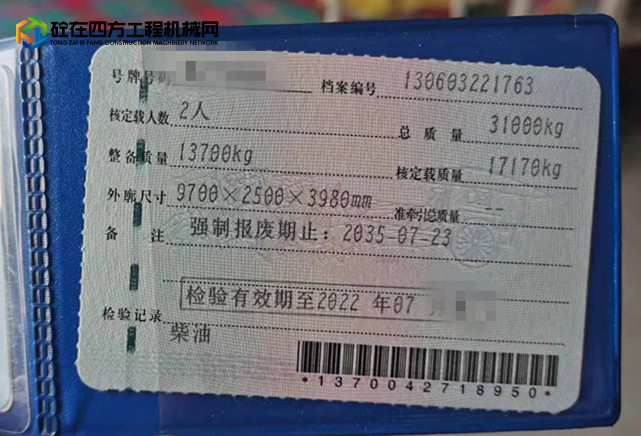 砼在四方工程机械网
TONG ZAI SI FANG CONSTRUCTION MACHINERY NETWORK
号牌号码 档案编号 130603221763
核定载人数 2人 总质量 31000kg
整备质量 13700kg 核定载质量 17170kg
外廓尺寸 9700×2500×3980mm 准牵引总质量 --
备注 强制报废期止：2035-07-23
检验有效期至2022 年07 月
检验记录
柴油
*1370042718950*